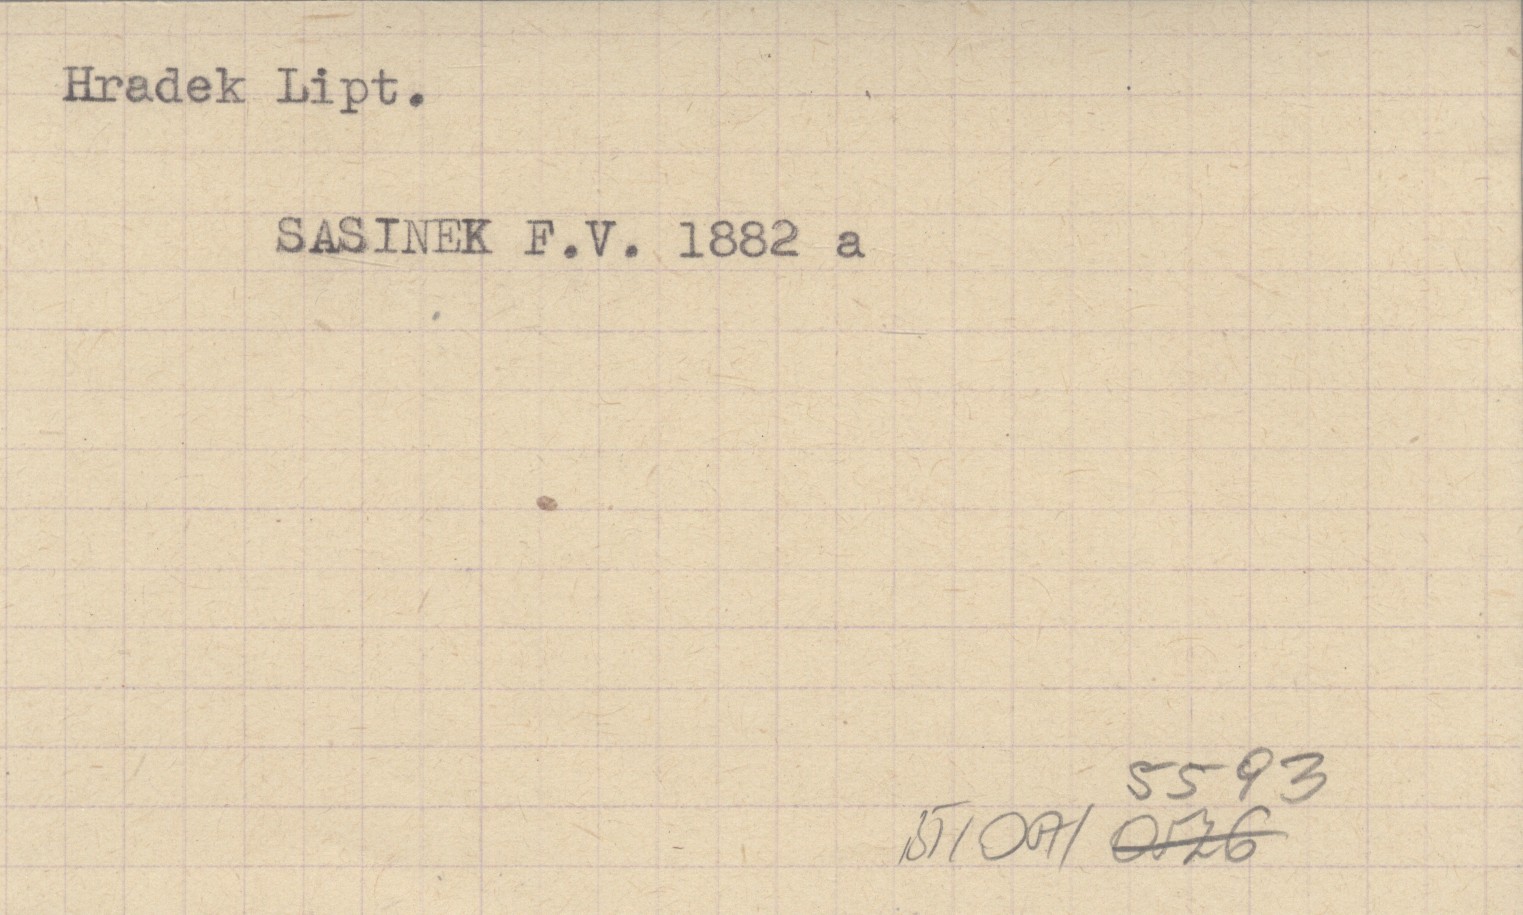 Hradek Lipt.
SASINEK F.V. 1882 a
5593